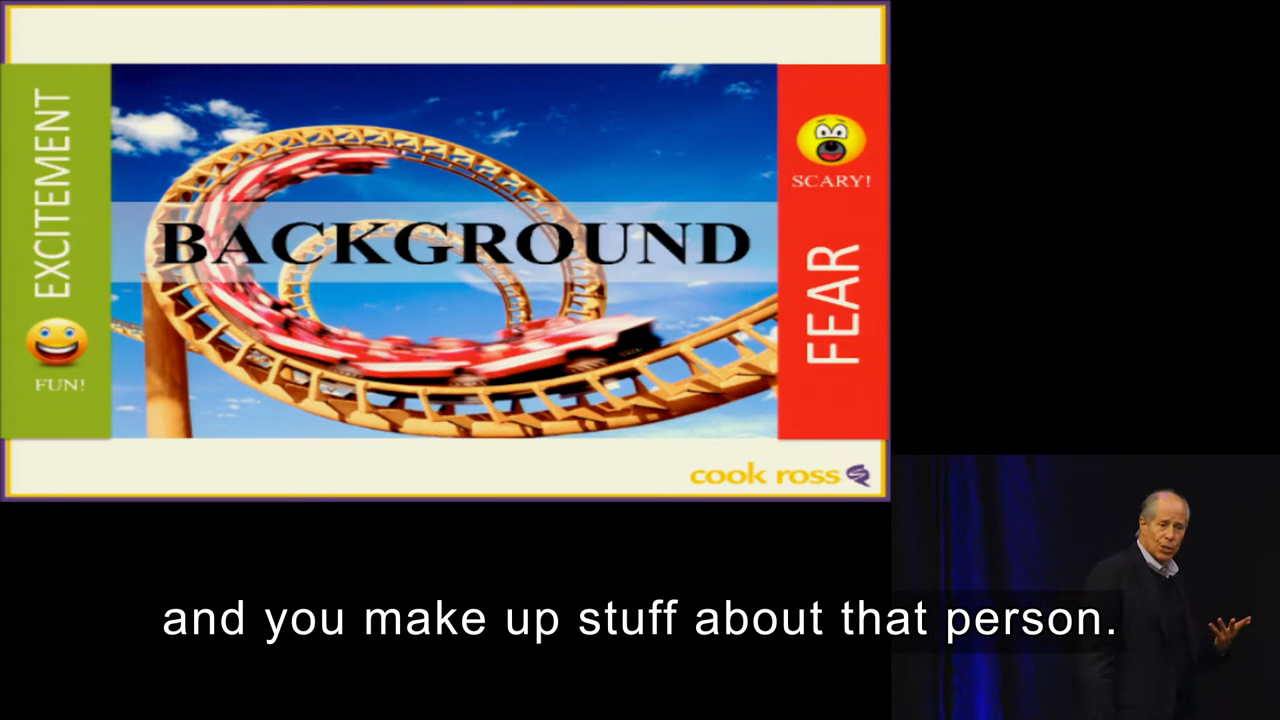 EXCITEMENT
FUN!
BACKGROUND
SCARY!
FEAR
cook ross
and you make up stuff about that person.